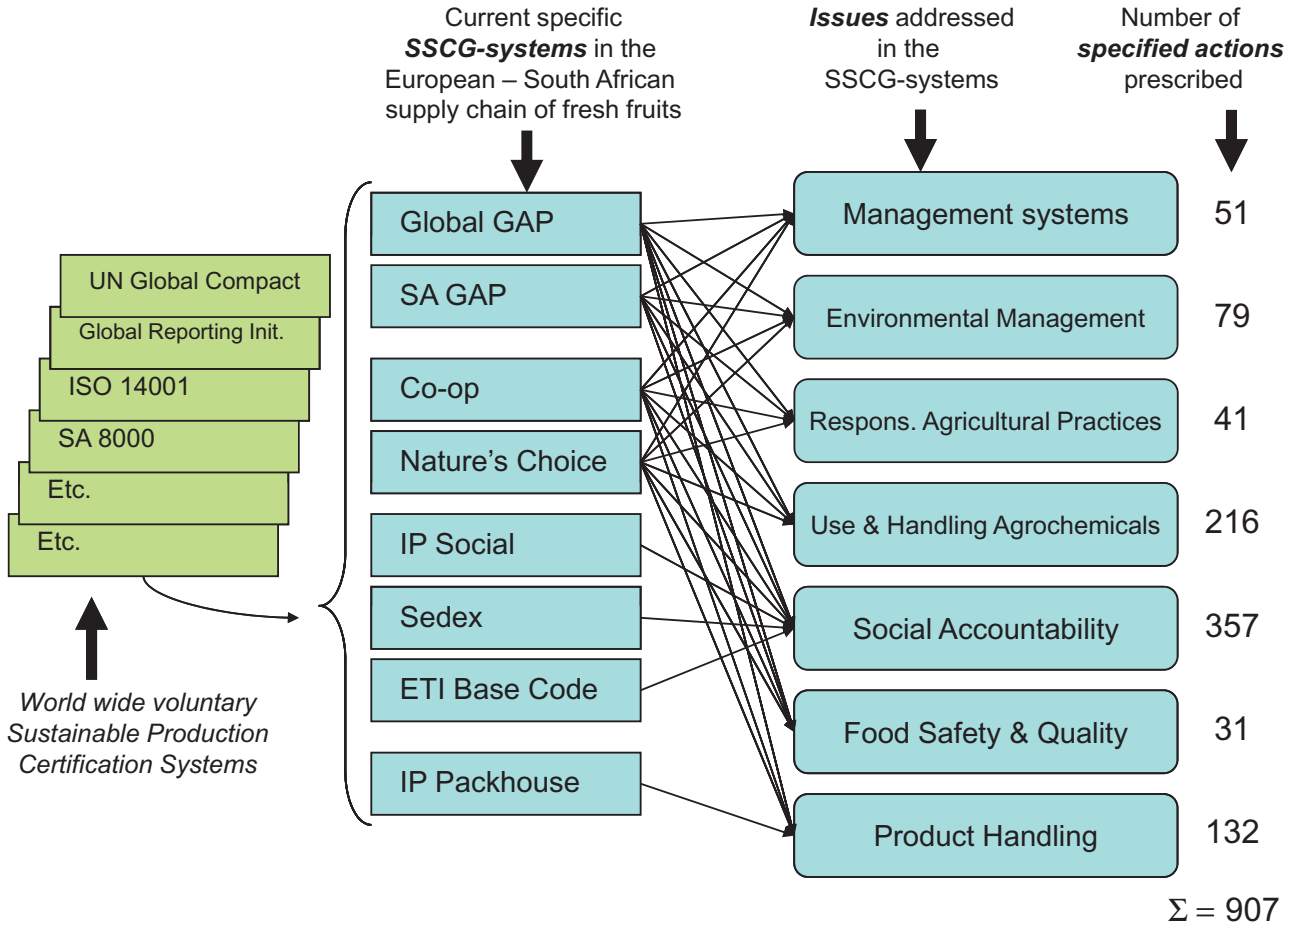 Current specific
SSCG-systems in the
European – South African
supply chain of fresh fruits
Issues addressed
in the
SSCG-systems
Number of
specified actions
prescribed
UN Global Compact
Global Reporting Init.
ISO 14001
SA 8000
Etc.
Etc.
World wide voluntary
Sustainable Production
Certification Systems
Global GAP
SA GAP
Co-op
Nature's Choice
IP Social
Sedex
ETI Base Code
IP Packhouse
Management systems
51
Environmental Management
79
Respons. Agricultural Practices
41
Use & Handling Agrochemicals
216
Social Accountability
357
Food Safety & Quality
31
Product Handling
132
Σ = 907